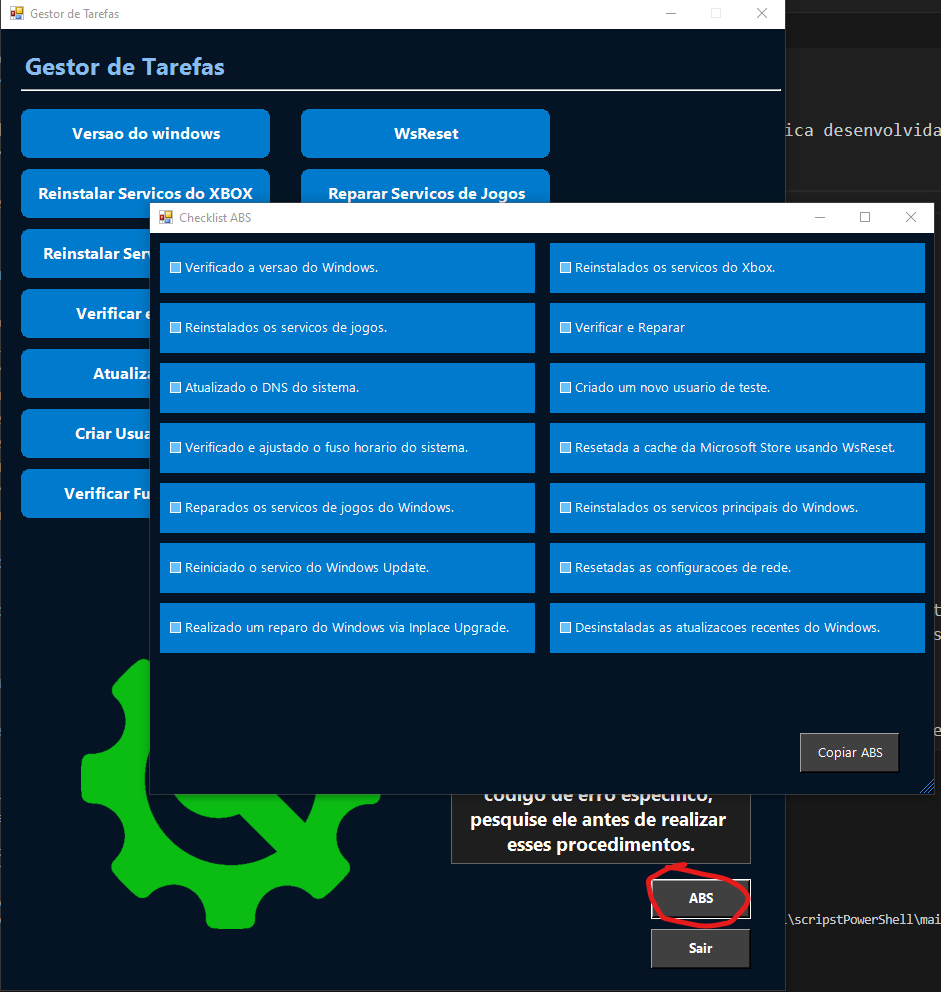 Gestor de Tarefas
Gestor de Tarefas
Versao do windows
WsReset
Reinstalar Servicos do XBOX
Reparar Servicos de Jogos
Reinstalar Ser
Verificar e
Atualiza
Criar Usua
Verificar Fu
ica desenvolvida
Checklist ABS
Verificado a versao do Windows.
Reinstalados os servicos do Xbox.
Reinstalados os servicos de jogos.
Verificar e Reparar
Atualizado o DNS do sistema.
Criado um novo usuario de teste.
Verificado e ajustado o fuso horario do sistema.
Resetada a cache da Microsoft Store usando WsReset.
Reparados os servicos de jogos do Windows.
Reinstalados os servicos principais do Windows.
Reiniciado o servico do Windows Update.
Resetadas as configuracoes de rede.
Realizado um reparo do Windows via Inplace Upgrade.
Desinstaladas as atualizacoes recentes do Windows.
Copiar ABS
codigo de erro especifico,
pesquise ele antes de realizar
esses procedimentos.
ABS
Sair
\scripstPowerShell\mai